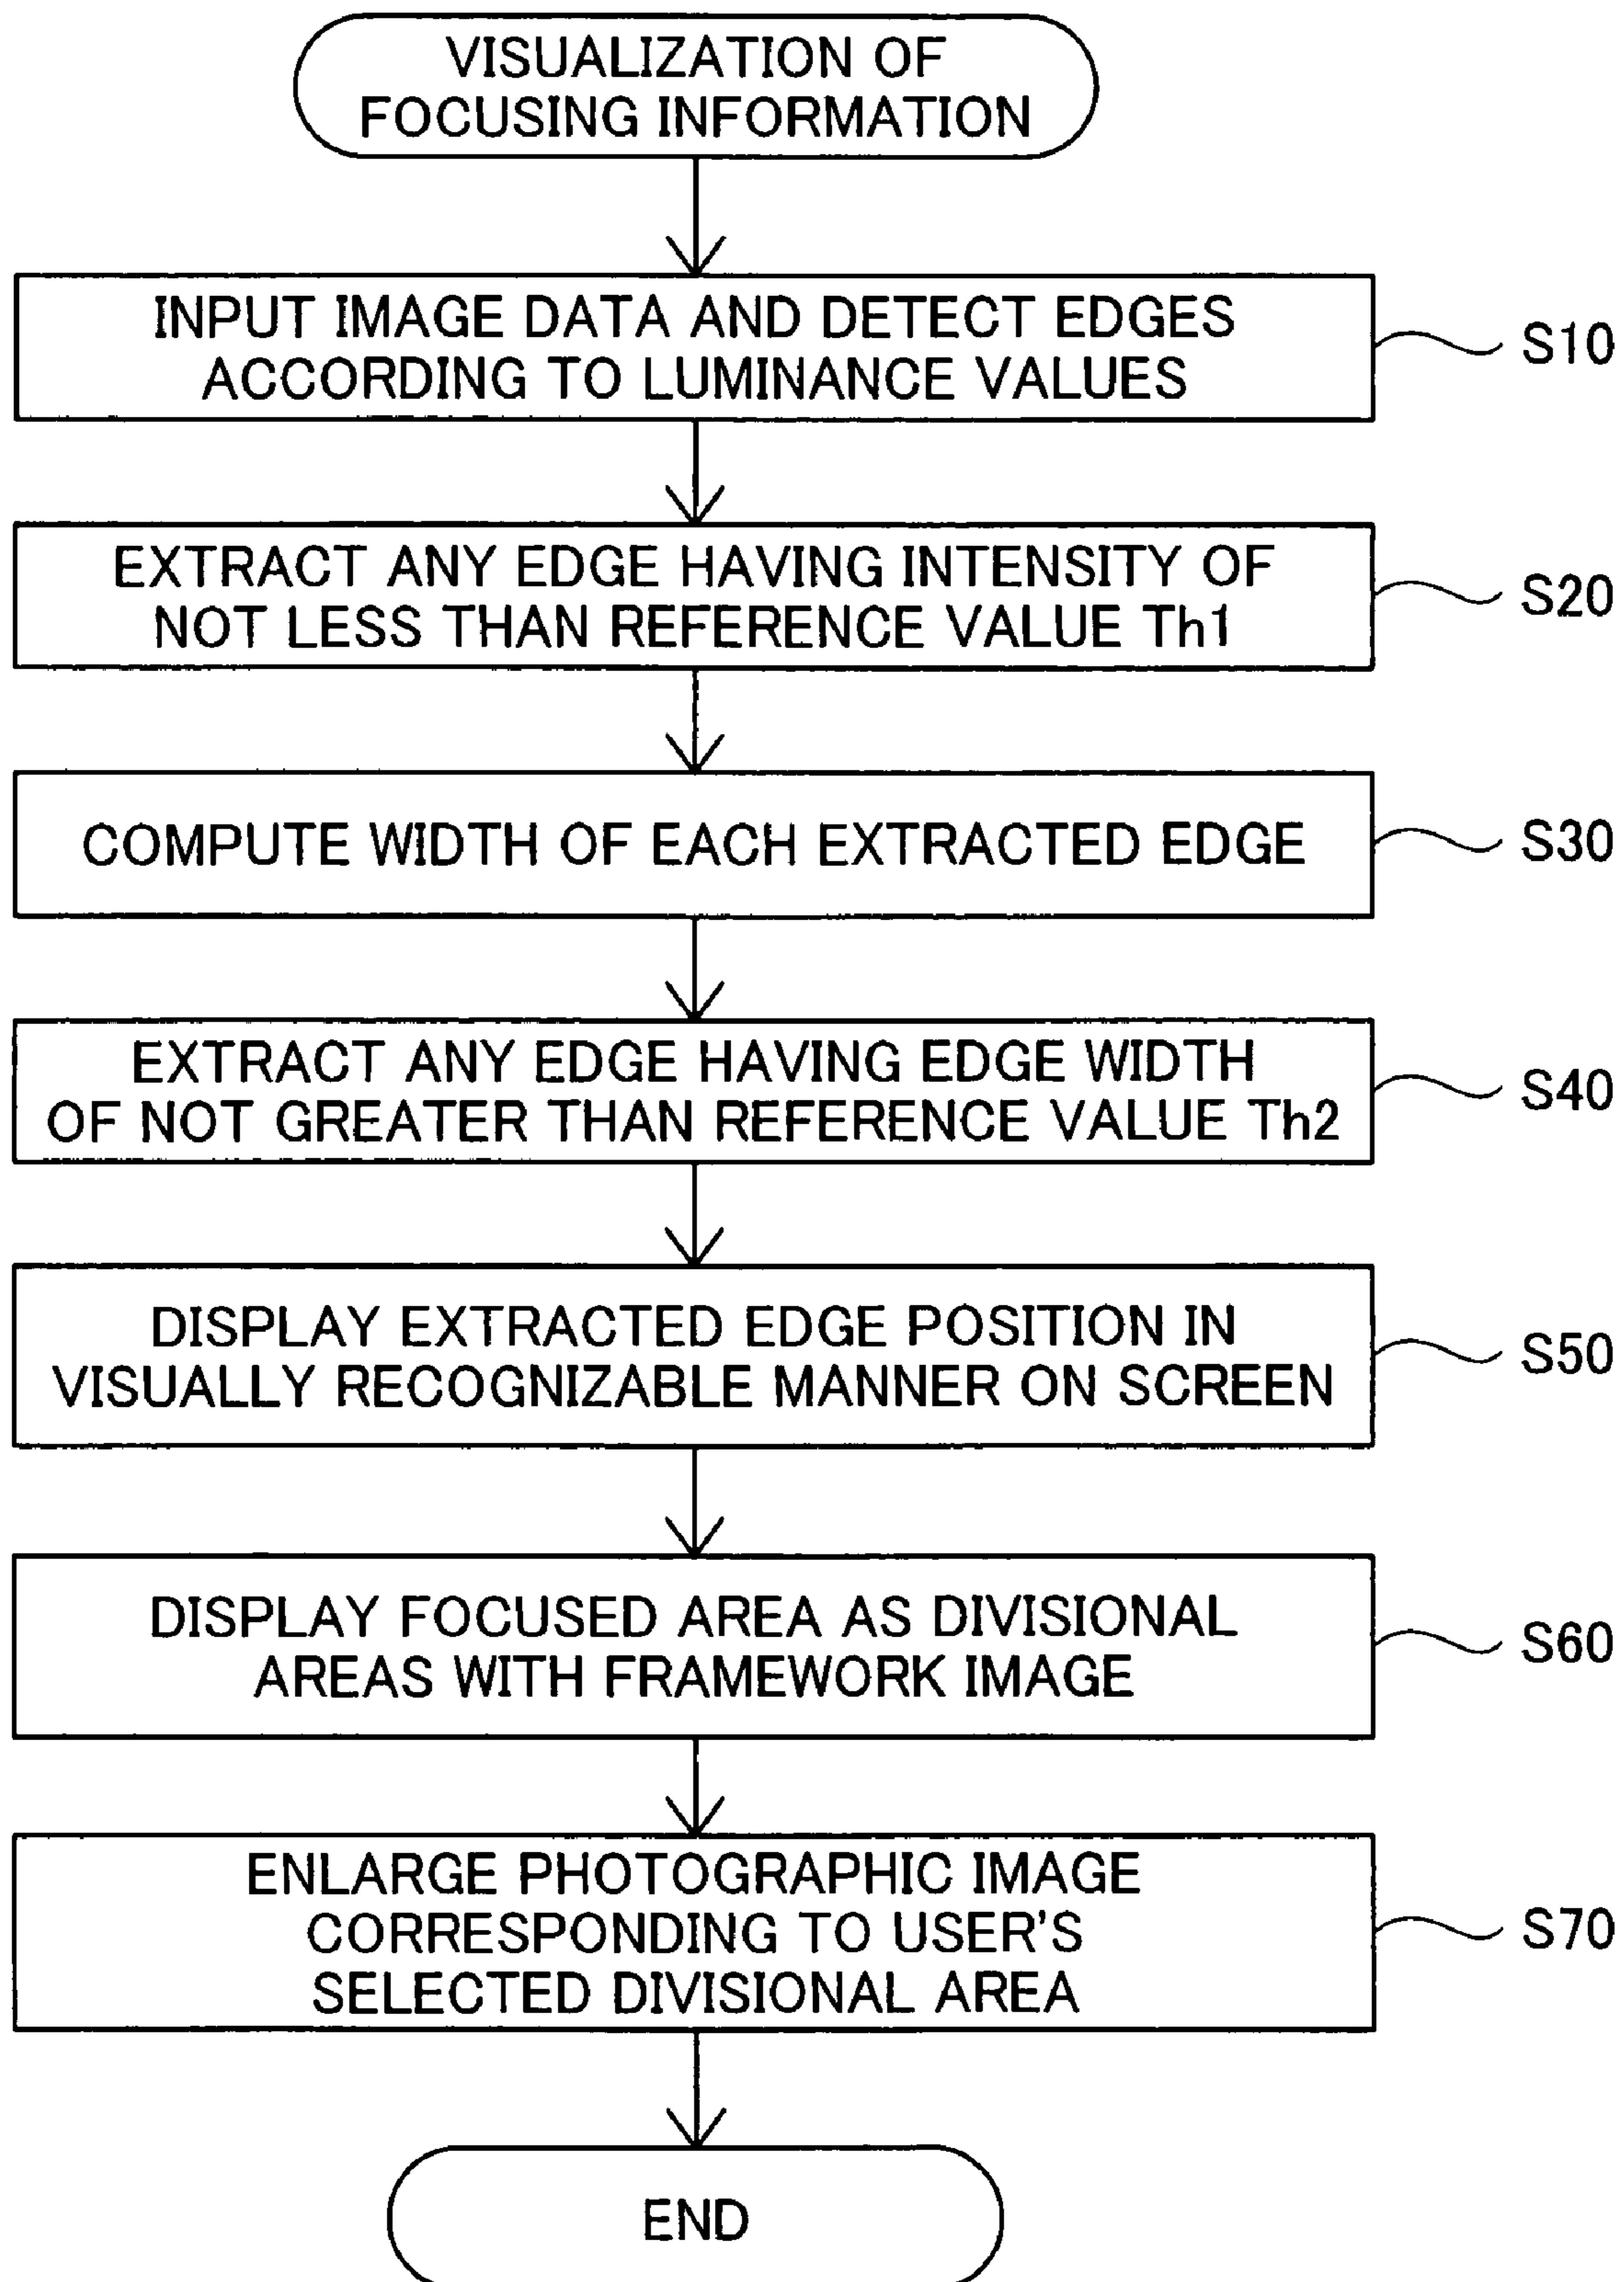 VISUALIZATION OF
FOCUSING INFORMATION
INPUT IMAGE DATA AND DETECT EDGES
ACCORDING TO LUMINANCE VALUES
S10
EXTRACT ANY EDGE HAVING INTENSITY OF
NOT LESS THAN REFERENCE VALUE Th1
S20
COMPUTE WIDTH OF EACH EXTRACTED EDGE
S30
EXTRACT ANY EDGE HAVING EDGE WIDTH
OF NOT GREATER THAN REFERENCE VALUE Th2
S40
DISPLAY EXTRACTED EDGE POSITION IN
VISUALLY RECOGNIZABLE MANNER ON SCREEN
S50
DISPLAY FOCUSED AREA AS DIVISIONAL
AREAS WITH FRAMEWORK IMAGE
S60
ENLARGE PHOTOGRAPHIC IMAGE
CORRESPONDING TO USER'S
SELECTED DIVISIONAL AREA
S70
END